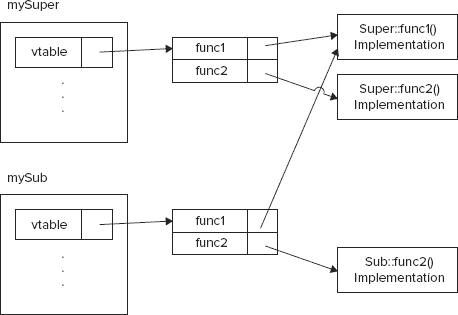 mySuper
vtable
.
.
.
func1
func2
Super::func1()
Implementation
Super::func2()
Implementation
mySub
vtable
.
.
.
func1
func2
Sub::func2()
Implementation